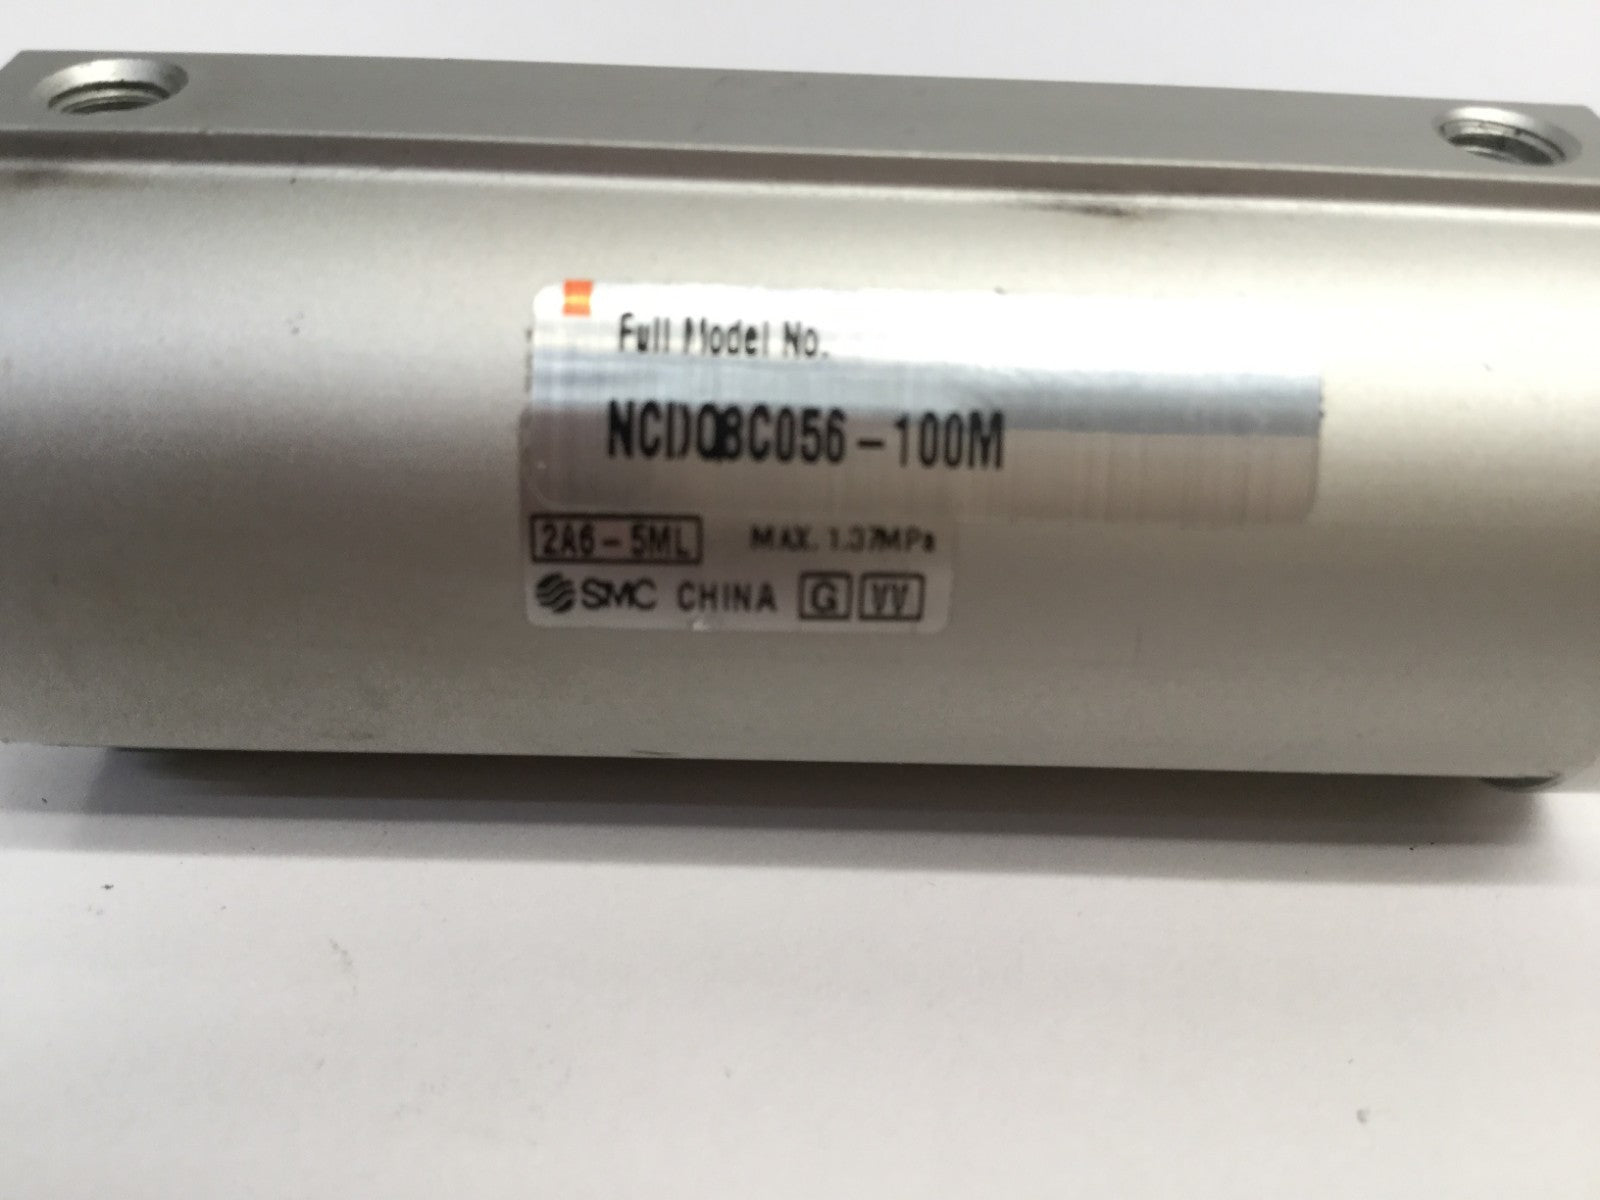 Full Model No.
NCDQ8C056-100M
2A6-5ML MAX. 1.37MPa
SMC CHINA G VV